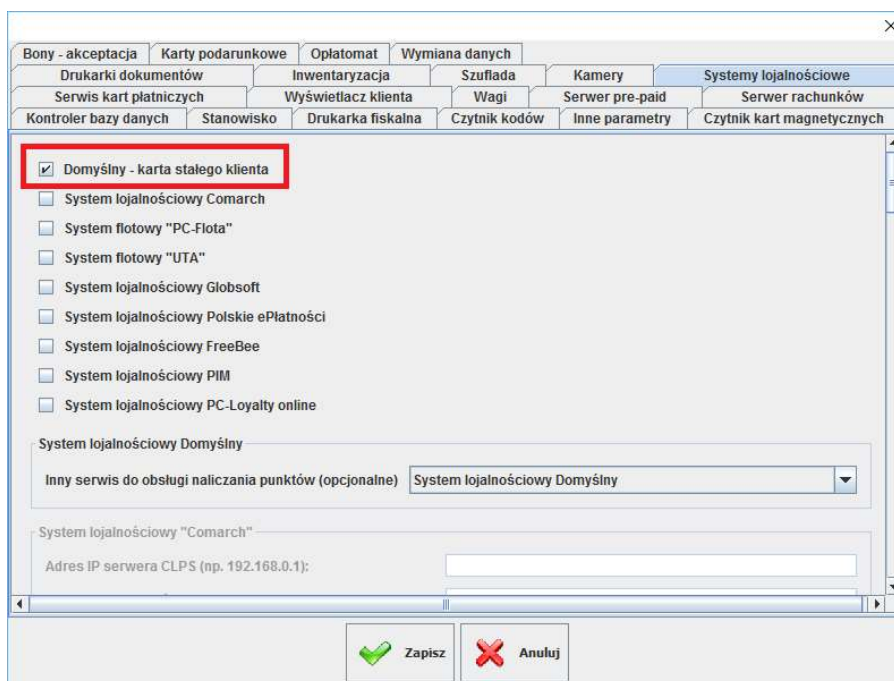 Bony - akceptacja Karty podarunkowe Opłatomat Wymiana danych
Drukarki dokumentów Inwentaryzacja Szuflada Kamery Systemy lojalnościowe
Serwis kart płatniczych Wyświetlacz klienta Wagi Serwer pre-paid Serwer rachunków
Kontroler bazy danych Stanowisko Drukarka fiskalna Czytnik kodów Inne parametry Czytnik kart magnetycznych
Domyślny - karta stałego klienta
System lojalnościowy Comarch
System flotowy "PC-Flota"
System flotowy "UTA"
System lojalnościowy Globsoft
System lojalnościowy Polskie ePłatności
System lojalnościowy FreeBee
System lojalnościowy PIM
System lojalnościowy PC-Loyalty online
System lojalnościowy Domyślny
Inny serwis do obsługi naliczania punktów (opcjonalne) System lojalnościowy Domyślny
System lojalnościowy "Comarch"
Adres IP serwera CLPS (np. 192.168.0.1):
Zapisz Anuluj